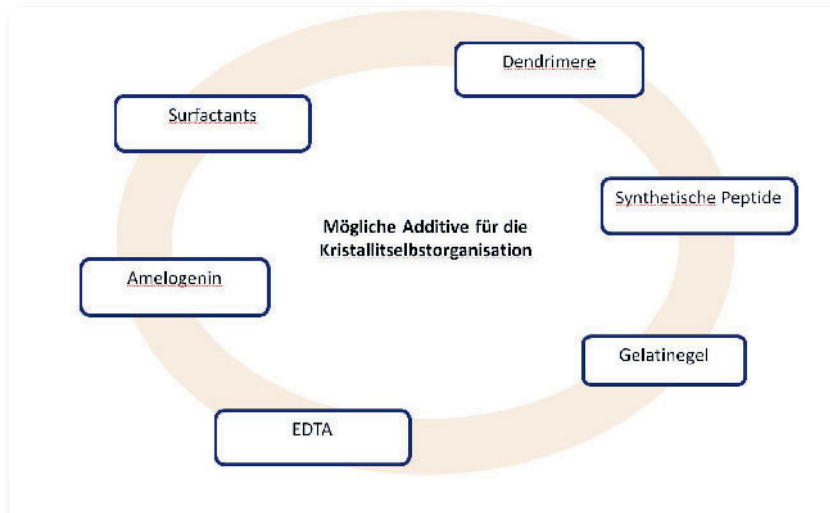 Dendrimere
Surfactants
Synthetische Peptide
Mögliche Additive für die
Kristallitselbstorganisation
Amelogenin
Gelatinegel
EDTA